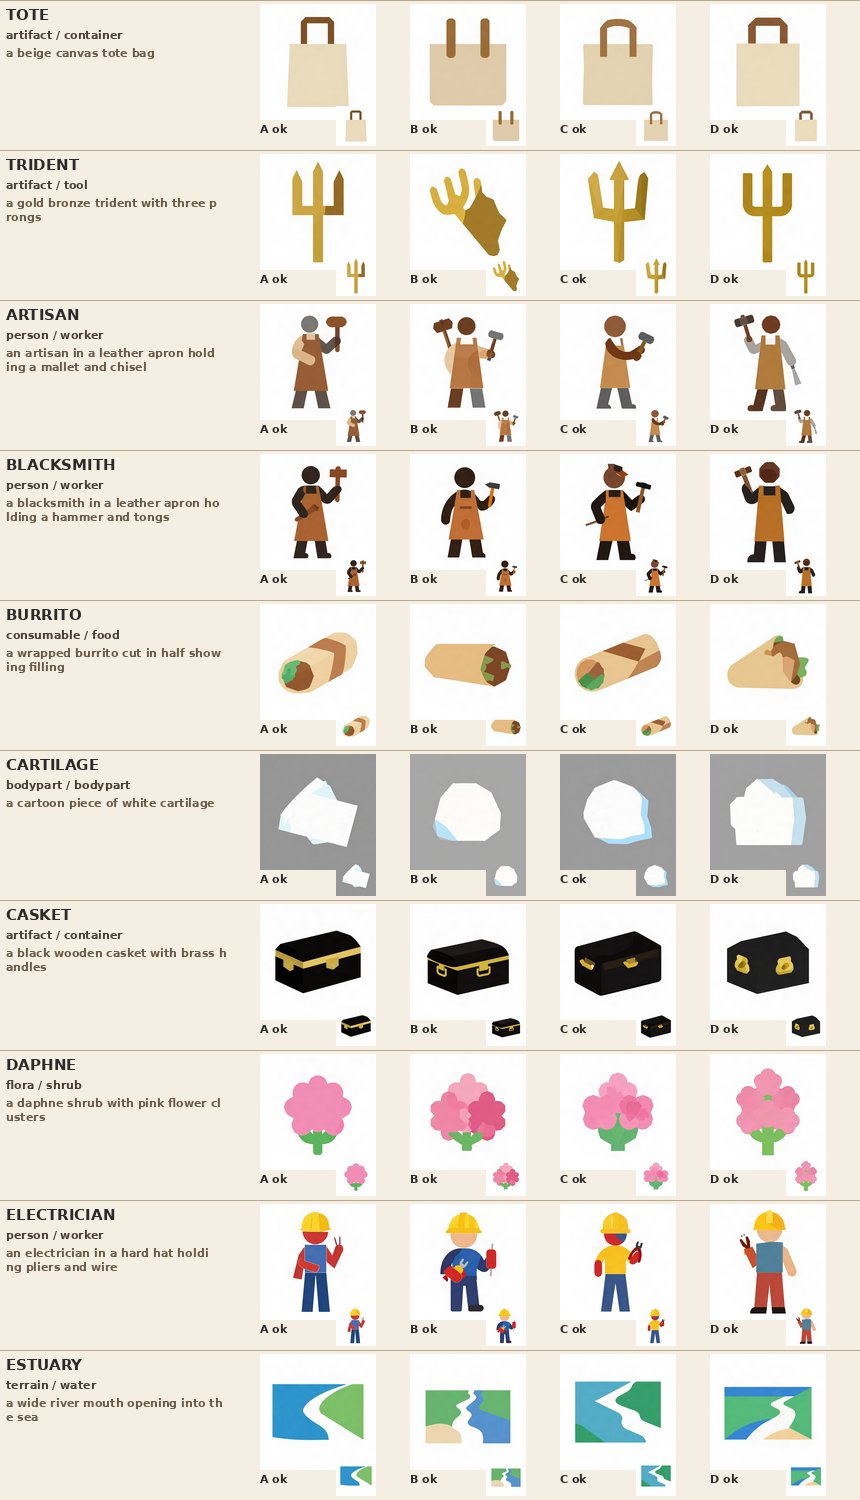 TOTE
artifact / container
a beige canvas tote bag
A ok
B ok
C ok
D ok
TRIDENT
artifact / tool
a gold bronze trident with three p
rongs
A ok
B ok
C ok
D ok
ARTISAN
person / worker
an artisan in a leather apron hold
ing a mallet and chisel
A ok
B ok
C ok
D ok
BLACKSMITH
person / worker
a blacksmith in a leather apron ho
lding a hammer and tongs
A ok
B ok
C ok
D ok
BURRITO
consumable / food
a wrapped burrito cut in half show
ing filling
A ok
B ok
C ok
D ok
CARTILAGE
bodypart / bodypart
a cartoon piece of white cartilage
A ok
B ok
C ok
D ok
CASKET
artifact / container
a black wooden casket with brass h
andles
A ok
B ok
C ok
D ok
DAPHNE
flora / shrub
a daphne shrub with pink flower cl
usters
A ok
B ok
C ok
D ok
ELECTRICIAN
person / worker
an electrician in a hard hat holdi
ng pliers and wire
A ok
B ok
C ok
D ok
ESTUARY
terrain / water
a wide river mouth opening into th
e sea
A ok
B ok
C ok
D ok